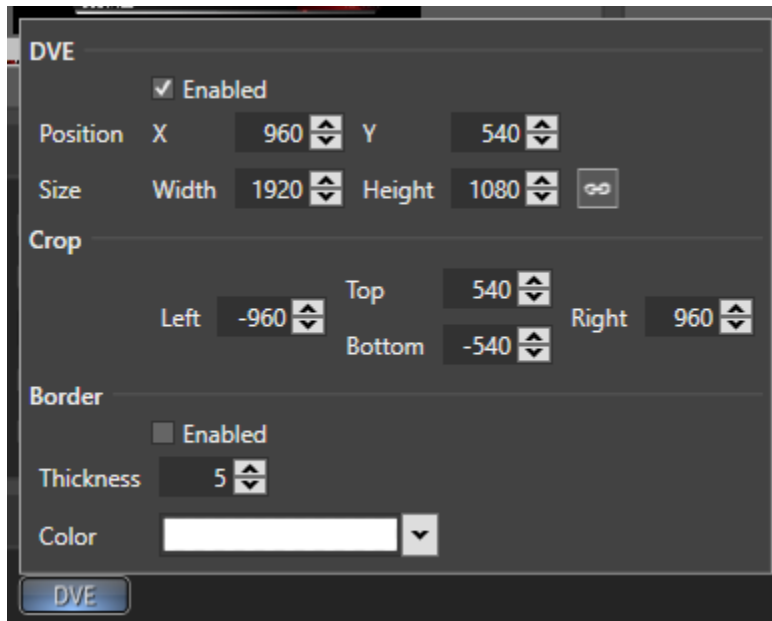 DVE
Enabled
Position X 960 Y 540
Size Width 1920 Height 1080
Crop
Top 540
Left -960 Right 960
Bottom -540
Border
Enabled
Thickness 5
Color
DVE